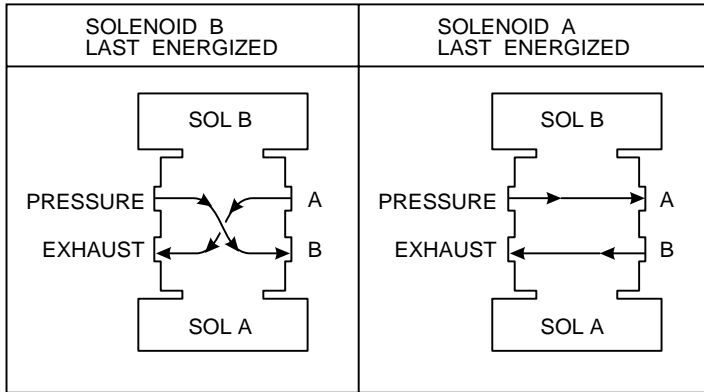 SOLENOID B
LAST ENERGIZED
SOLENOID A
LAST ENERGIZED
SOL B
PRESSURE
A
EXHAUST
B
SOL A
SOL B
PRESSURE
A
EXHAUST
B
SOL A